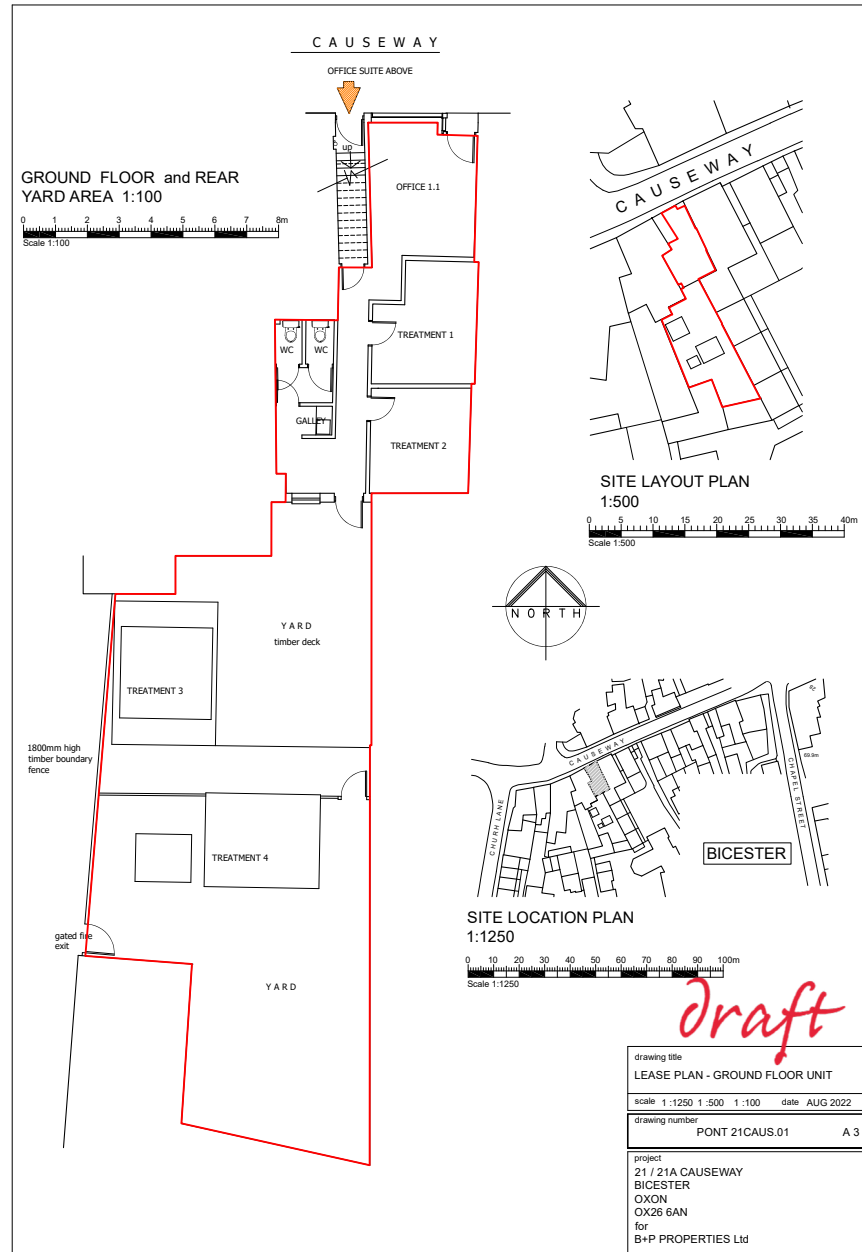 CAUSEWAY
OFFICE SUITE ABOVE
up
GROUND FLOOR and REAR
YARD AREA 1:100
0 1 2 3 4 5 6 7 8m
Scale 1:100
OFFICE 1.1
TREATMENT 1
WC WC
GALLEY
TREATMENT 2
YARD
timber deck
TREATMENT 3
1800mm high
timber boundary
fence
TREATMENT 4
gated fire
exit
YARD
CAUSEWAY
SITE LAYOUT PLAN
1:500
0 5 10 15 20 25 30 35 40m
Scale 1:500
NORTH
CAUSEWAY
CHURH LANE
CHAPEL STREET
69.9m
BICESTER
SITE LOCATION PLAN
1:1250
0 10 20 30 40 50 60 70 80 90 100m
Scale 1:1250
draft
drawing title
LEASE PLAN - GROUND FLOOR UNIT
scale 1 :1250 1 :500 1 :100 date AUG 2022
drawing number
PONT 21CAUS.01 A 3
project
21 / 21A CAUSEWAY
BICESTER
OXON
OX26 6AN
for
B+P PROPERTIES Ltd